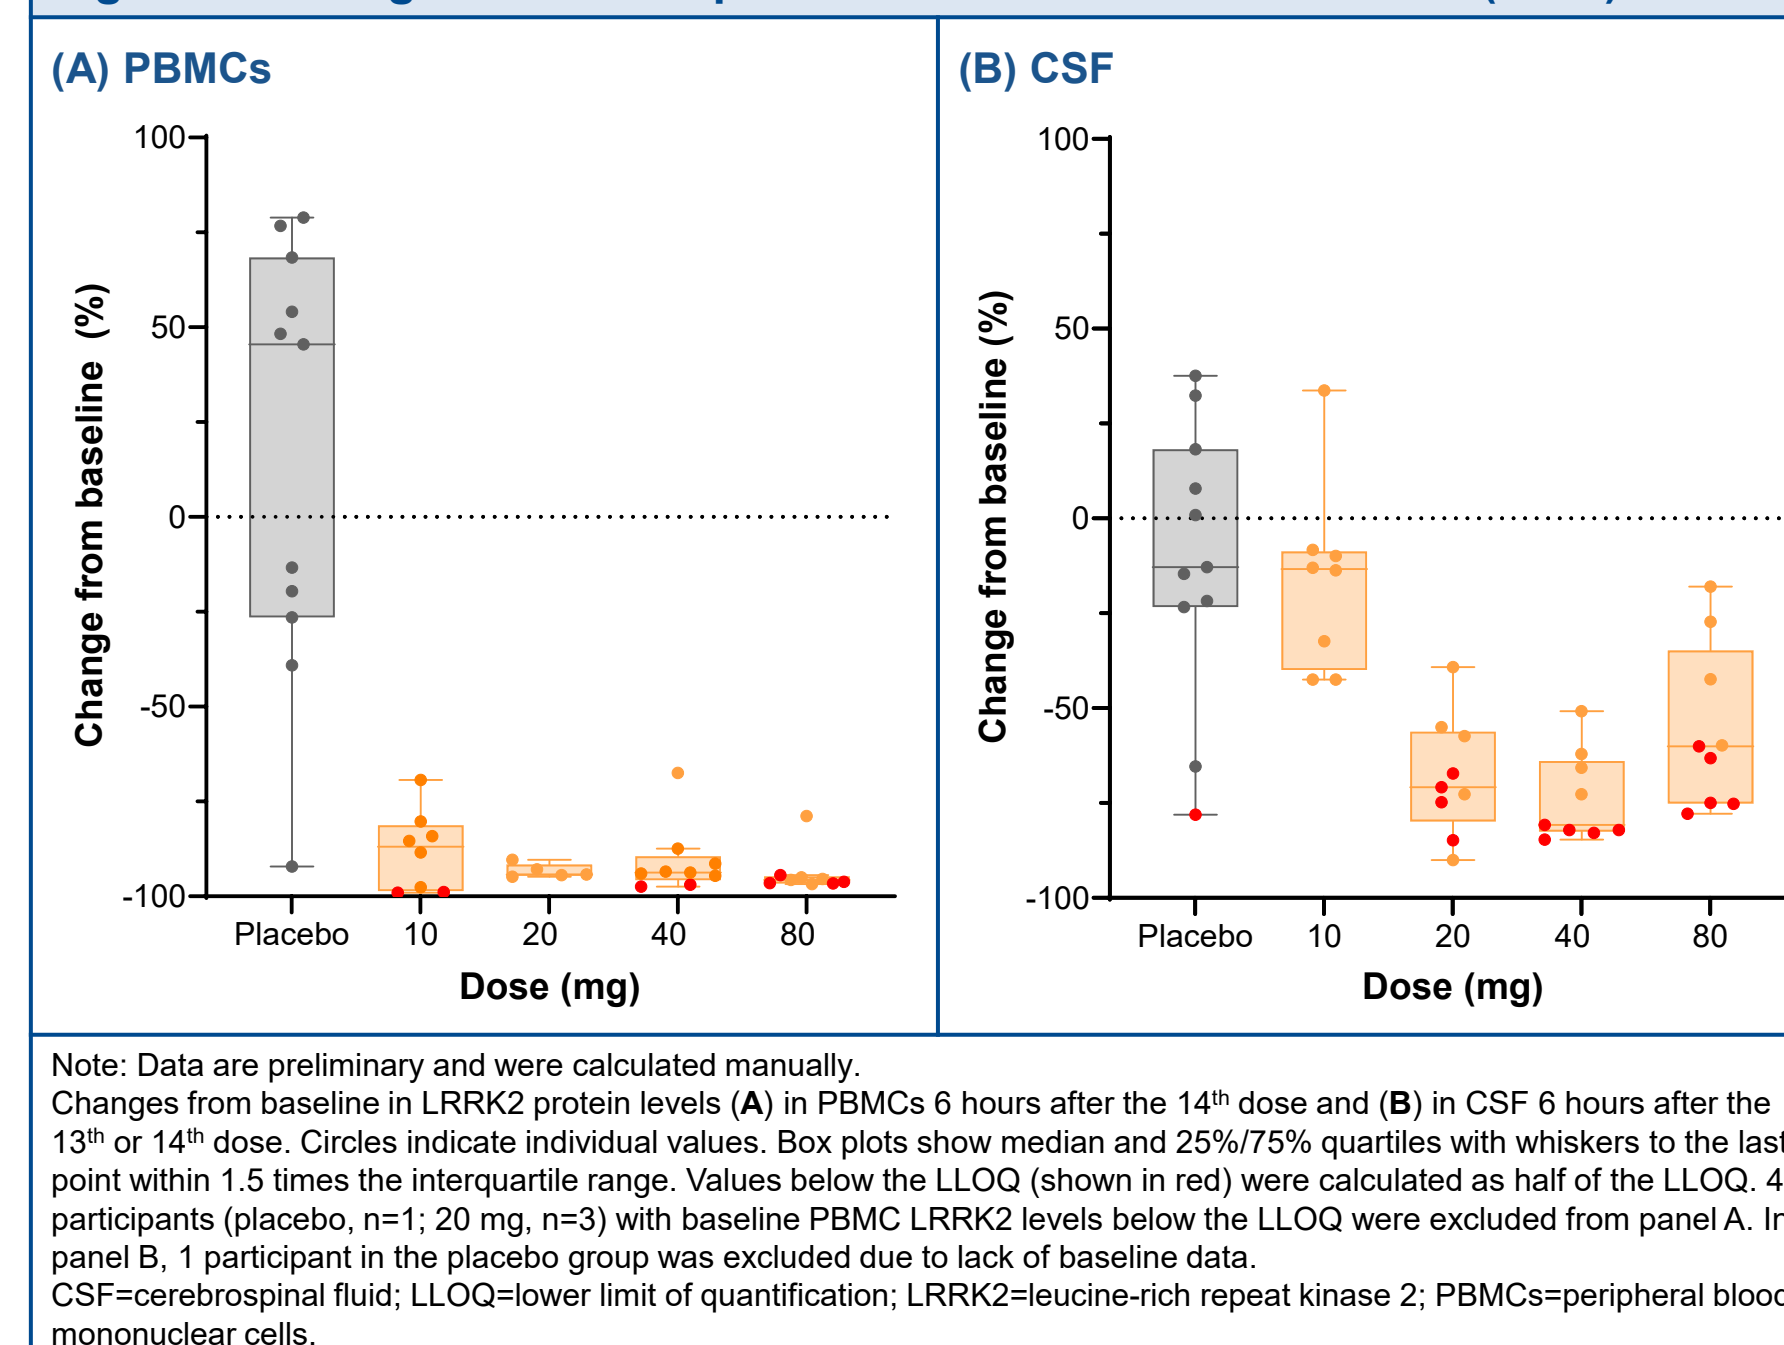 (A) PBMCs
100
50
0
-50
-100
Change from baseline (%)
Placebo 10 20 40 80
Dose (mg)
(B) CSF
100
50
0
-50
-100
Change from baseline (%)
Placebo 10 20 40 80
Dose (mg)
Note: Data are preliminary and were calculated manually.
Changes from baseline in LRRK2 protein levels (A) in PBMCs 6 hours after the 14th dose and (B) in CSF 6 hours after the
13th or 14th dose. Circles indicate individual values. Box plots show median and 25%/75% quartiles with whiskers to the last
point within 1.5 times the interquartile range. Values below the LLOQ (shown in red) were calculated as half of the LLOQ. 4
participants (placebo, n=1; 20 mg, n=3) with baseline PBMC LRRK2 levels below the LLOQ were excluded from panel A. In
panel B, 1 participant in the placebo group was excluded due to lack of baseline data.
CSF=cerebrospinal fluid; LLOQ=lower limit of quantification; LRRK2=leucine-rich repeat kinase 2; PBMCs=peripheral blood
mononuclear cells.